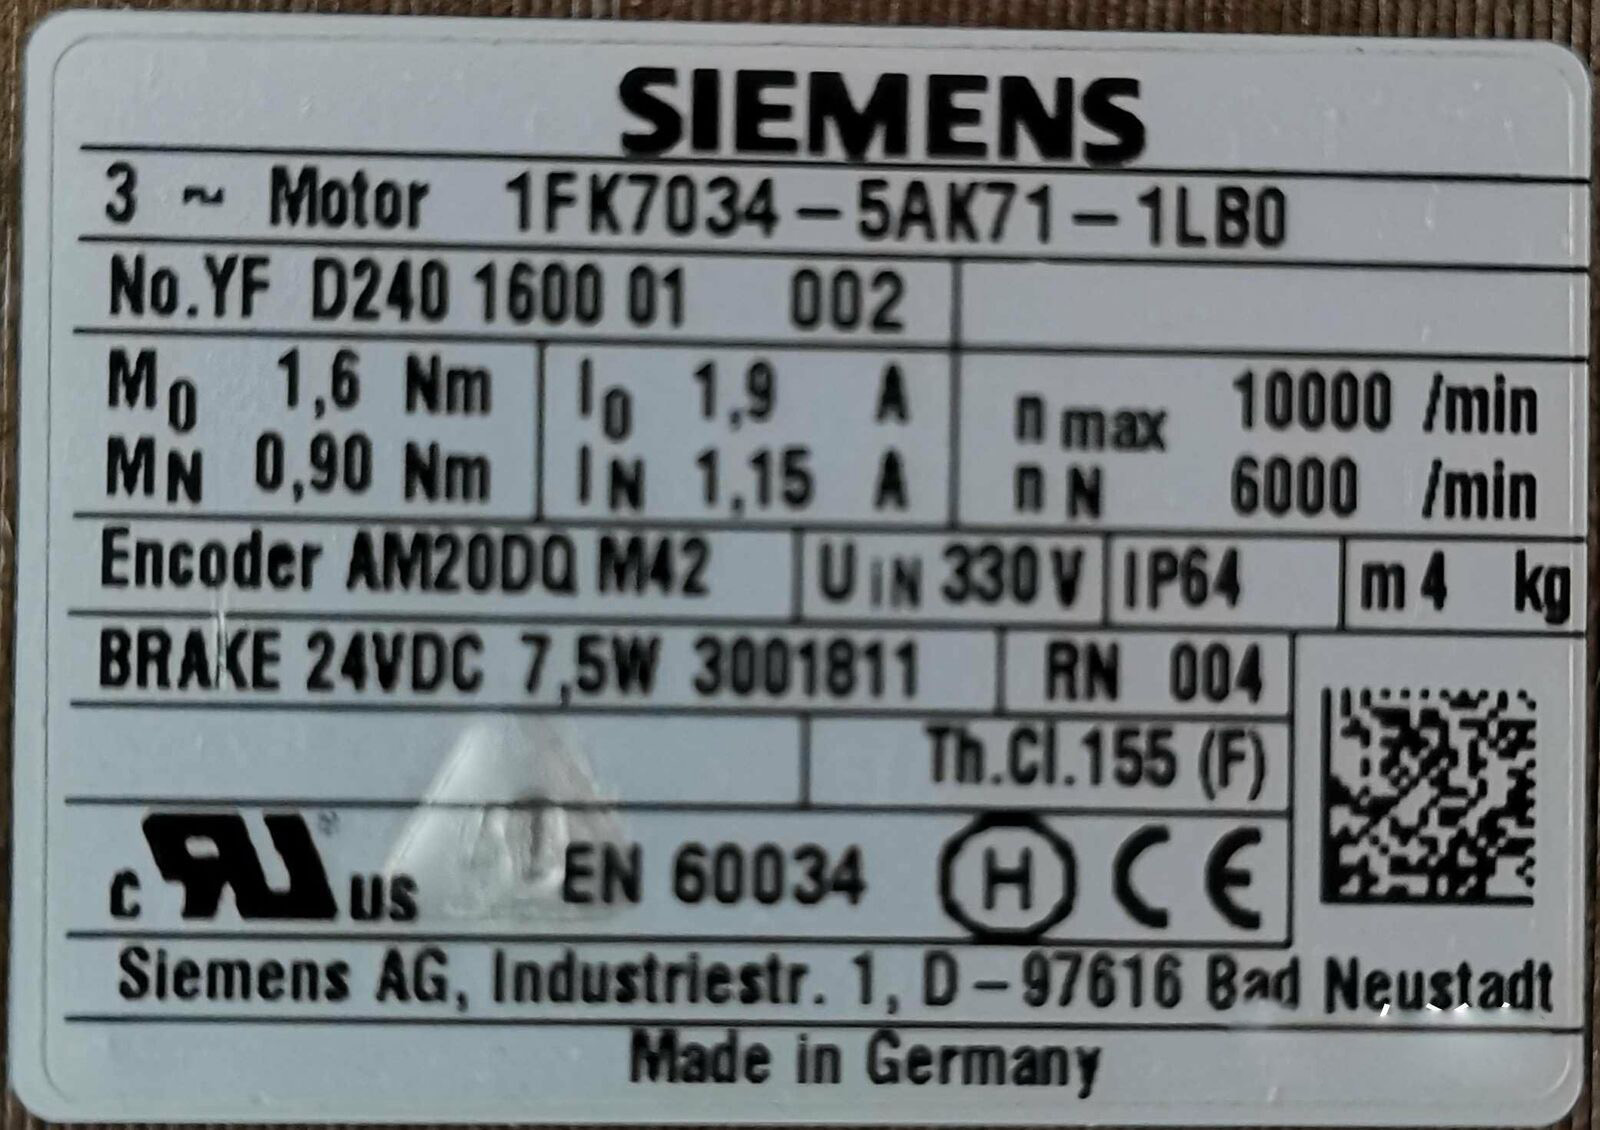 SIEMENS
3 ~ Motor 1FK7034-5AK71-1LB0
No.YF D240 1600 01 002
M0 1,6 Nm I0 1,9 A n max 10000 /min
MN 0,90 Nm IN 1,15 A n N 6000 /min
Encoder AM20DQ M42 UiN 330V IP64 m 4 kg
BRAKE 24VDC 7,5W 3001811 RN 004
Th.Cl.155 (F)
c RU us EN 60034 H CE
Siemens AG, Industriestr. 1, D-97616 Bad Neustadt
Made in Germany